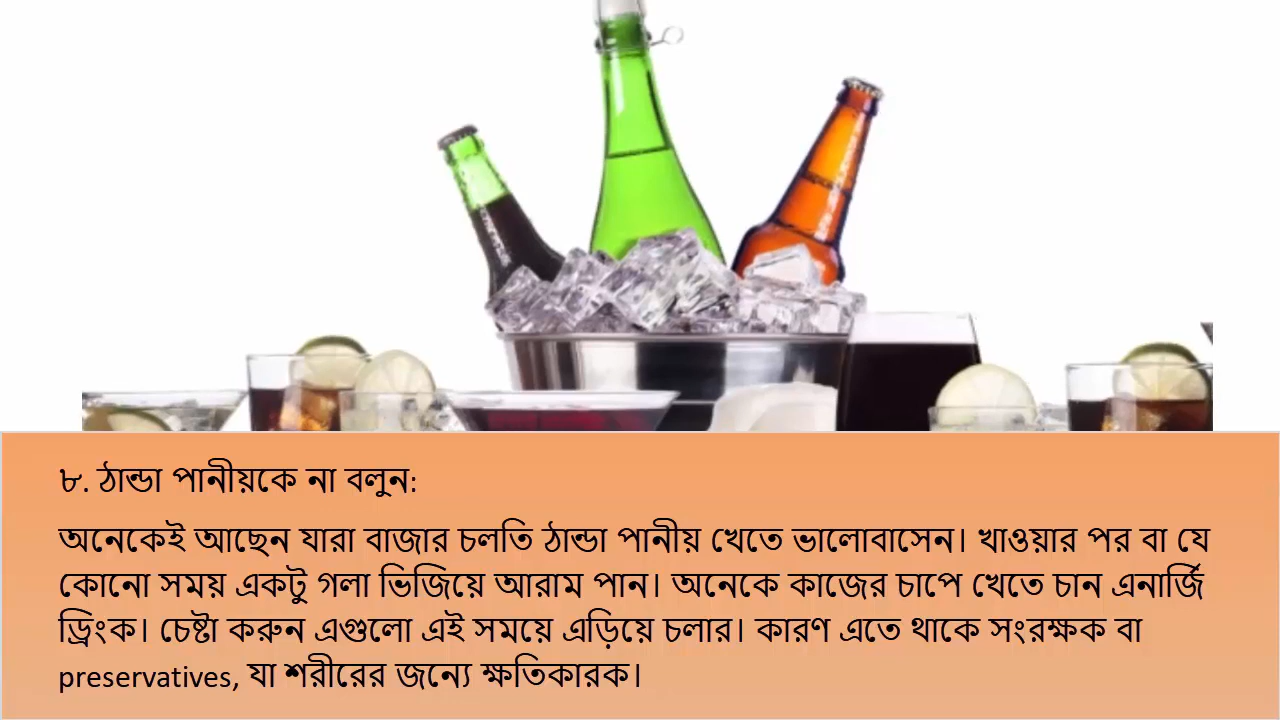 ৮. ঠান্ডা পানীয়কে না বলুন:
অনেকেই আছেন যারা বাজার চলতি ঠান্ডা পানীয় খেতে ভালোবাসেন। খাওয়ার পর বা যে
কোনো সময় একটু গলা ভিজিয়ে আরাম পান। অনেকে কাজের চাপে খেতে চান এনার্জি
ড্রিংক। চেষ্টা করুন এগুলো এই সময়ে এড়িয়ে চলার। কারণ এতে থাকে সংরক্ষক বা
preservatives, যা শরীরের জন্যে ক্ষতিকারক।